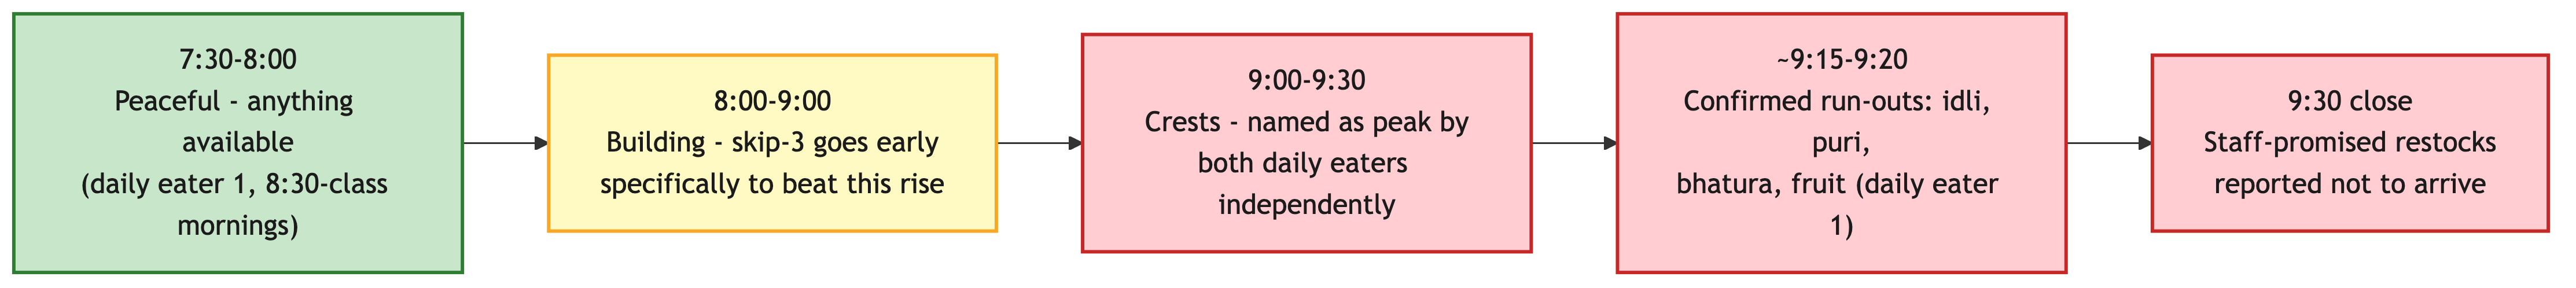 7:30-8:00
Peaceful - anything
available
(daily eater 1, 8:30-class
mornings)
8:00-9:00
Building - skip-3 goes early
specifically to beat this rise
9:00-9:30
Crests - named as peak by
both daily eaters
independently
~9:15-9:20
Confirmed run-outs: idli,
puri,
bhatura, fruit (daily eater
1)
9:30 close
Staff-promised restocks
reported not to arrive